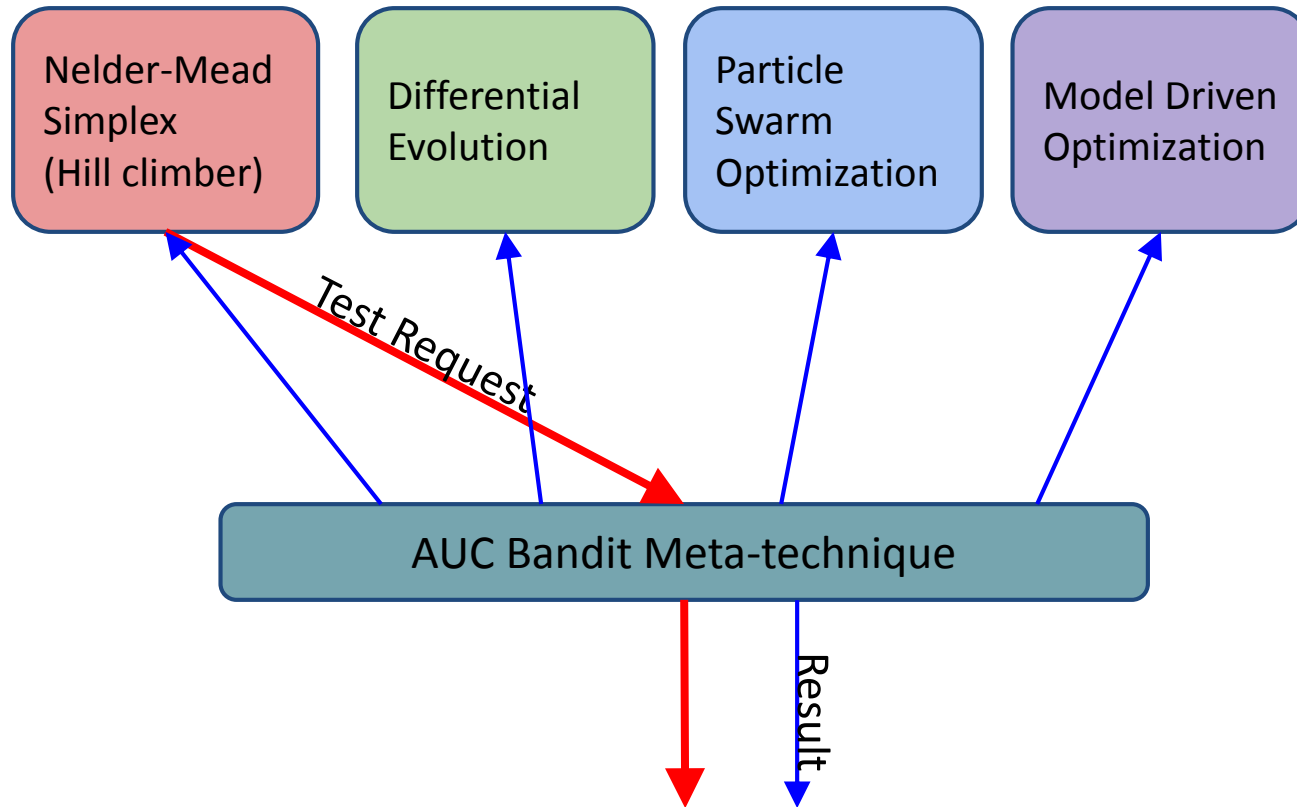 Nelder-Mead
Simplex
(Hill climber)
Differential
Evolution
Particle
Swarm
Optimization
Model Driven
Optimization
Test Request
AUC Bandit Meta-technique
Result